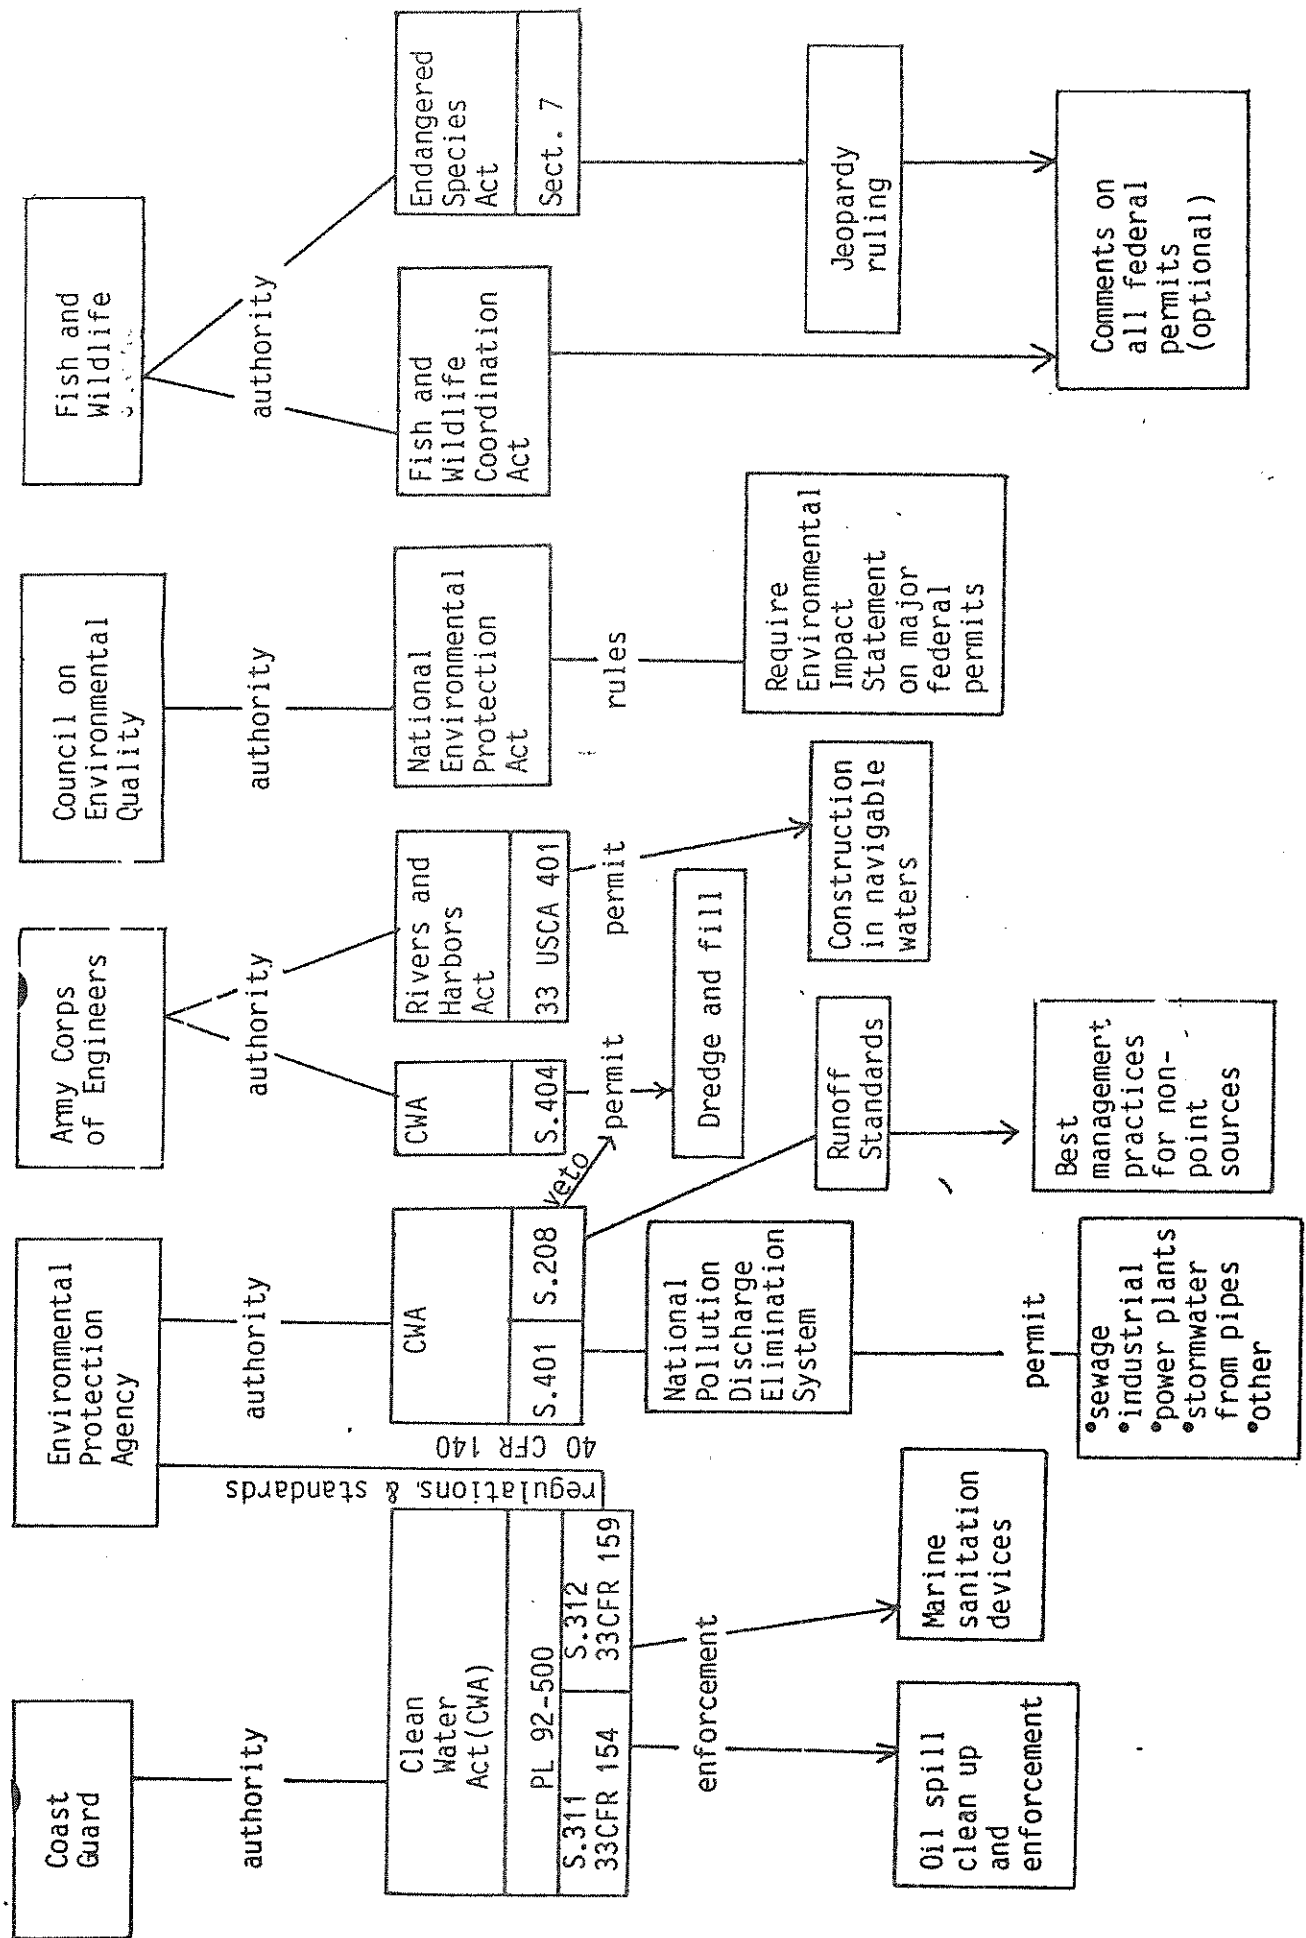 Coast
Guard
authority
Clean
Water
Act(CWA)
PL 92-500
S.311
33CFR 154
S.312
33CFR 159
enforcement
Oil spill
clean up
and
enforcement
Marine
sanitation
devices
Environmental
Protection
Agency
regulations, & standards
40 CFR 140
authority
CWA
S.401
S.208
veto
National
Pollution
Discharge
Elimination
System
permit
•sewage
•industrial
•power plants
•stormwater
from pipes
•other
Runoff
Standards
Best
management
practices
for non-
point
sources
Army Corps
of Engineers
authority
CWA
S.404
permit
Dredge and fill
Rivers and
Harbors
Act
33 USCA 401
permit
Construction
in navigable
waters
Council on
Environmental
Quality
authority
National
Environmental
Protection
Act
rules
Require
Environmental
Impact
Statement
on major
federal
permits
Fish and
Wildlife
authority
Fish and
Wildlife
Coordination
Act
Endangered
Species
Act
Sect. 7
Jeopardy
ruling
Comments on
all federal
permits
(optional)